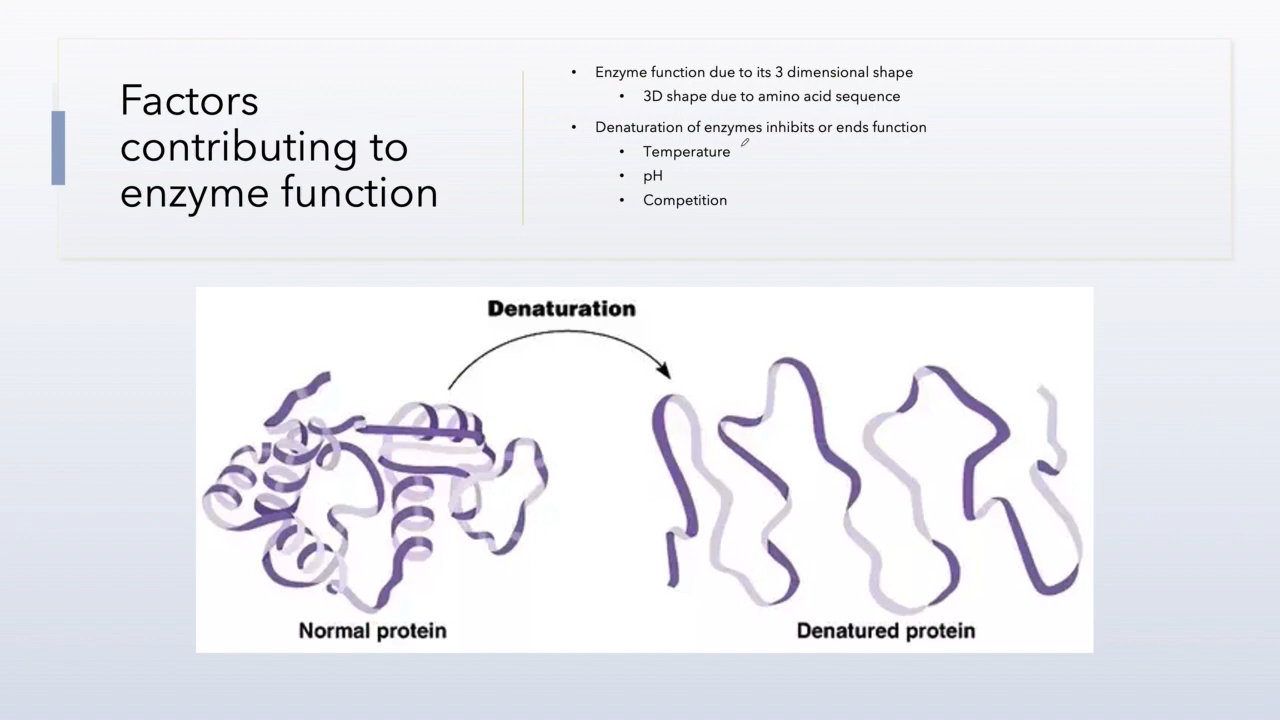 Factors
contributing to
enzyme function
• Enzyme function due to its 3 dimensional shape
• 3D shape due to amino acid sequence
• Denaturation of enzymes inhibits or ends function
• Temperature
• pH
• Competition
Denaturation
Normal protein
Denatured protein